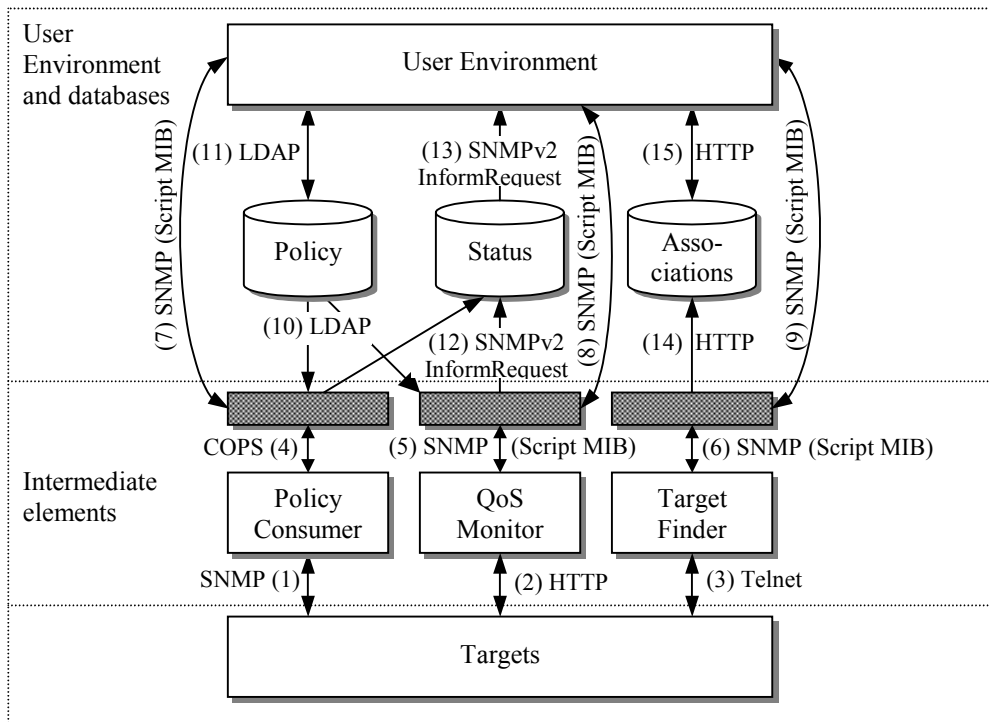 User
Environment
and databases
User Environment
(7) SNMP (Script MIB)
(11) LDAP
(13) SNMPv2
InformRequest
(8) SNMP (Script MIB)
(15) HTTP
(9) SNMP (Script MIB)
Policy
Status
Asso-
ciations
(10) LDAP
(12) SNMPv2
InformRequest
(14) HTTP
COPS (4)
(5) SNMP (Script MIB)
(6) SNMP (Script MIB)
Intermediate
elements
Policy
Consumer
QoS
Monitor
Target
Finder
SNMP (1)
(2) HTTP
(3) Telnet
Targets